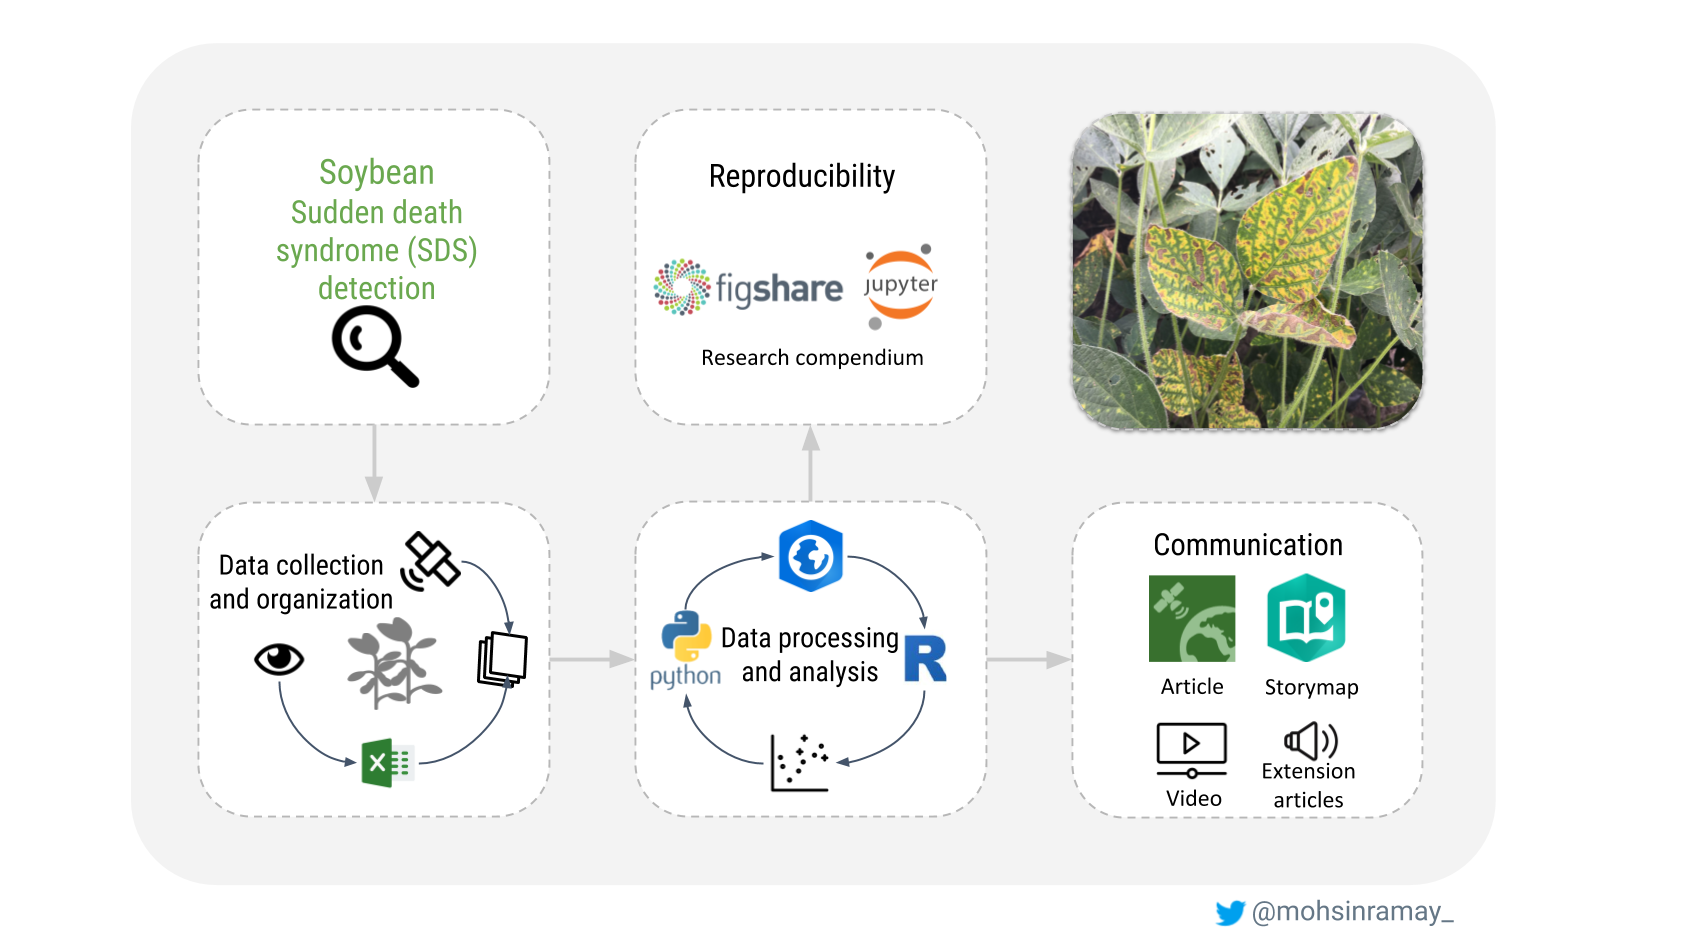 Soybean
Sudden death
syndrome (SDS)
detection
Reproducibility
figshare
jupyter
Research compendium
Data collection
and organization
X
Data processing
and analysis
python
R
Communication
Article
Storymap
Video
Extension
articles
@mohsinramay_